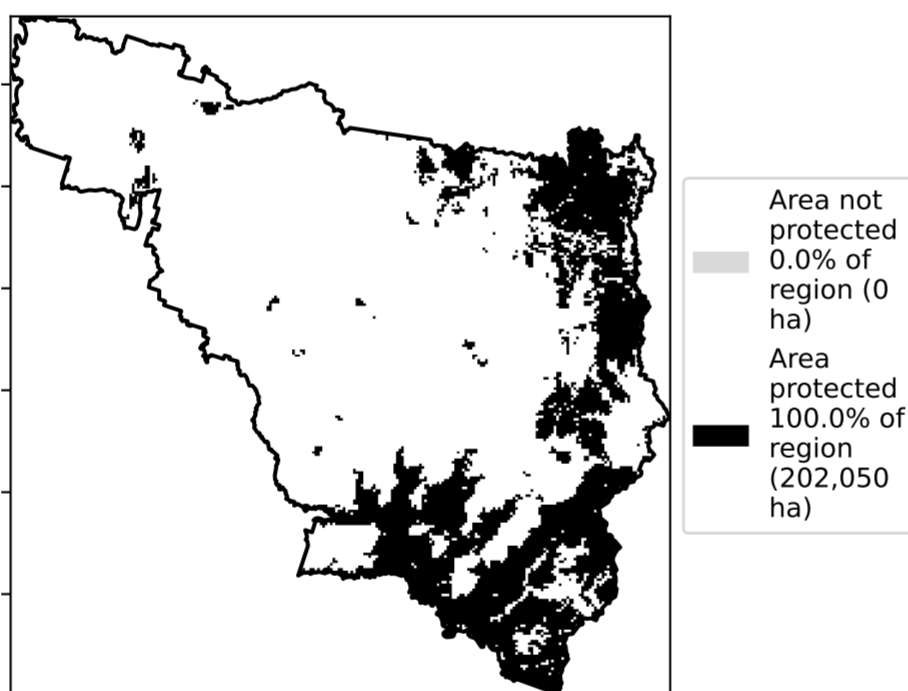 Area not
protected
0.0% of
region (0
ha)
Area
protected
100.0% of
region
(202,050
ha)